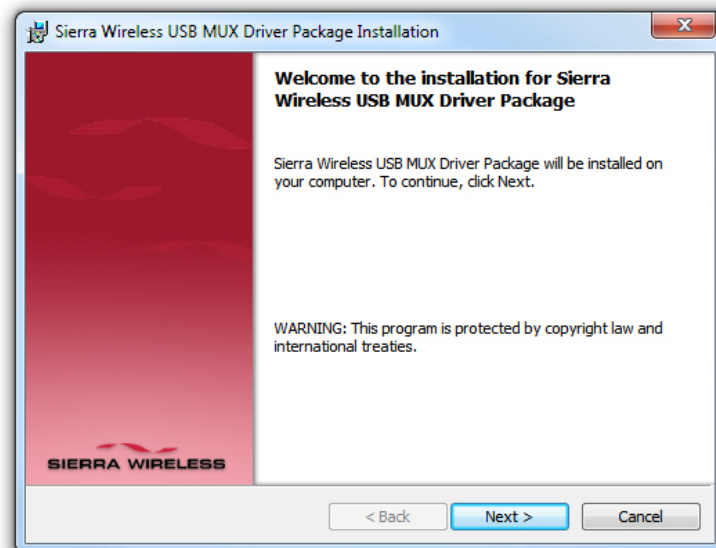 Sierra Wireless USB MUX Driver Package Installation
Welcome to the installation for Sierra
Wireless USB MUX Driver Package
Sierra Wireless USB MUX Driver Package will be installed on
your computer. To continue, click Next.
WARNING: This program is protected by copyright law and
international treaties.
SIERRA WIRELESS
< Back
Next >
Cancel